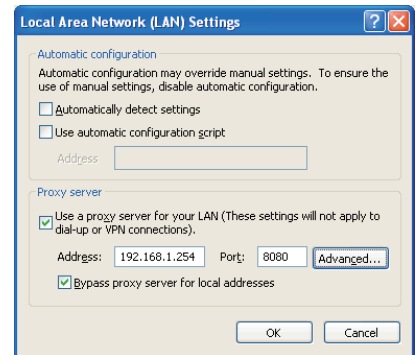 Local Area Network (LAN) Settings
Automatic configuration
Automatic configuration may override manual settings. To ensure the
use of manual settings, disable automatic configuration.
Automatically detect settings
Use automatic configuration script
Address
Proxy server
Use a proxy server for your LAN (These settings will not apply to
dial-up or VPN connections).
Address: 192.168.1.254 Port: 8080 Advanced...
Bypass proxy server for local addresses
OK Cancel